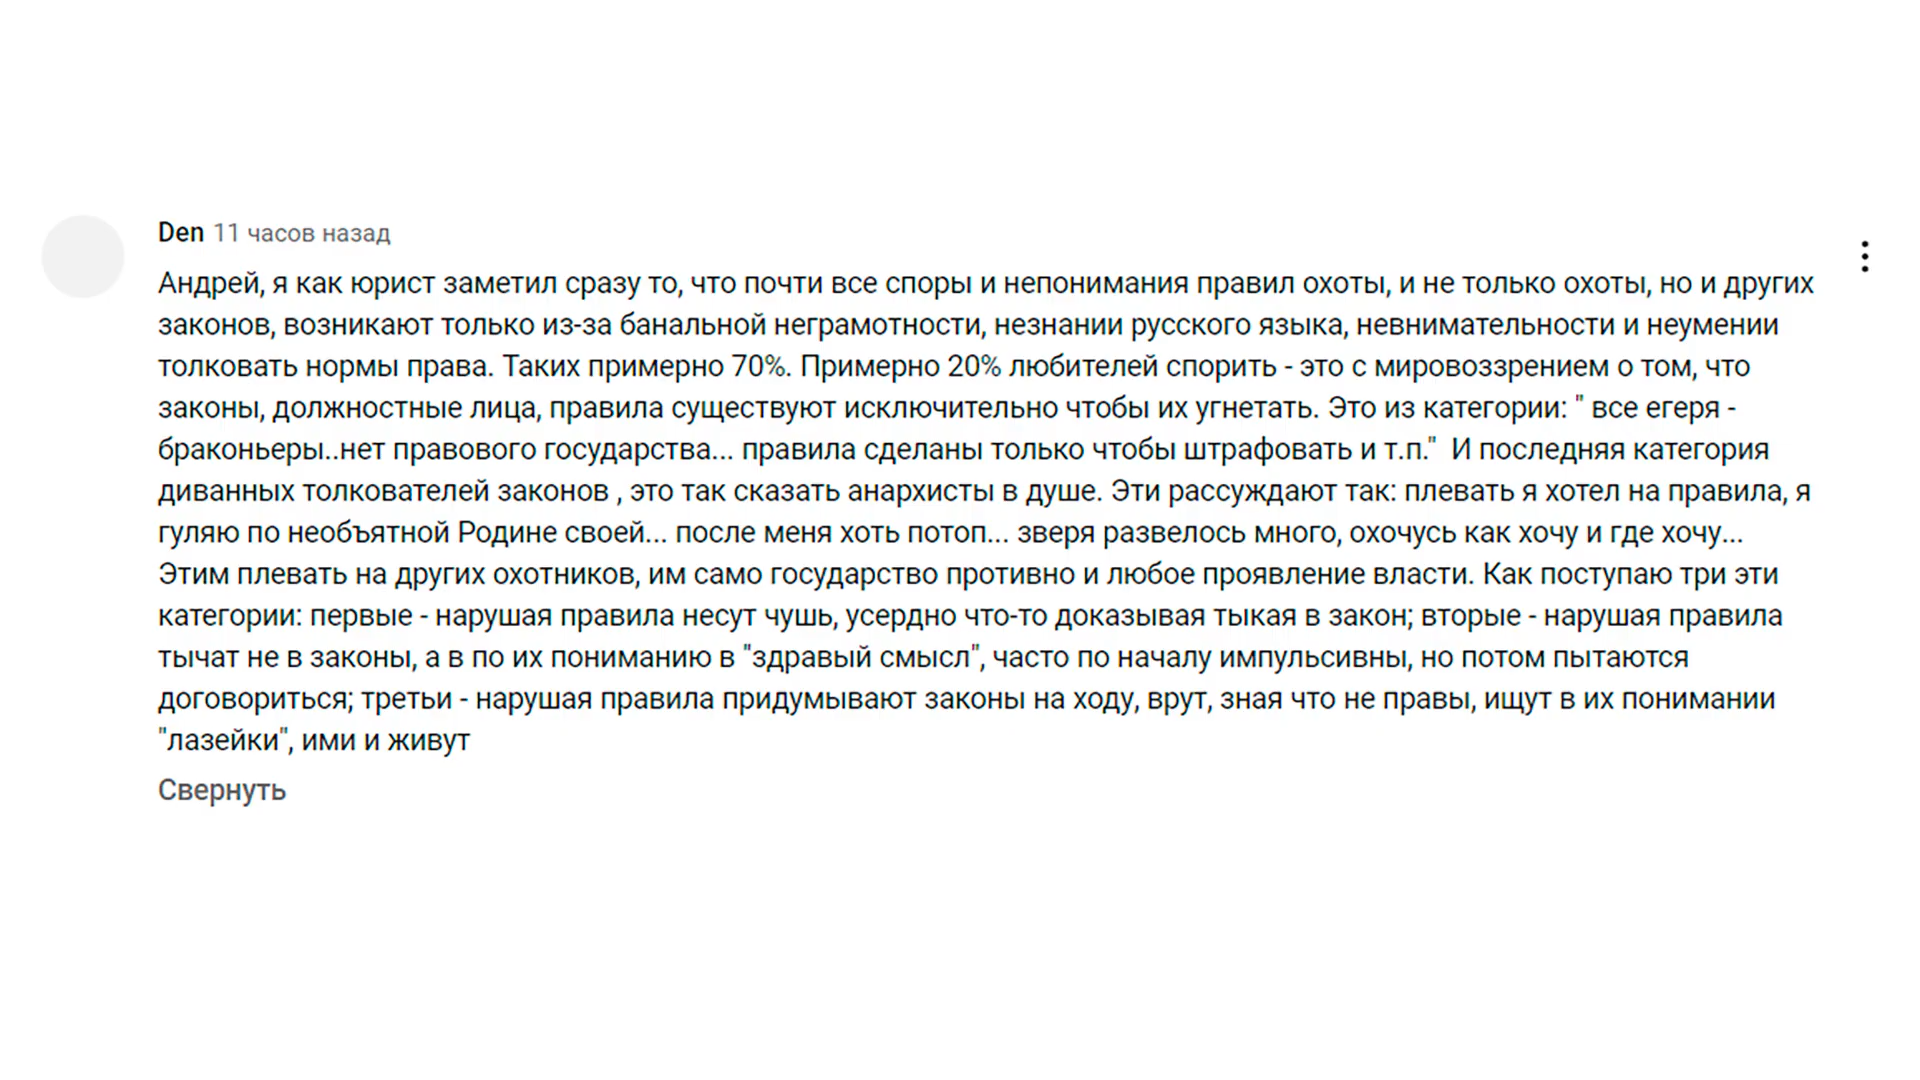 Den 11 часов назад
Андрей, я как юрист заметил сразу то, что почти все споры и непонимания правил охоты, и не только охоты, но и других
законов, возникают только из-за банальной неграмотности, незнании русского языка, невнимательности и неумении
толковать нормы права. Таких примерно 70%. Примерно 20% любителей спорить - это с мировоззрением о том, что
законы, должностные лица, правила существуют исключительно чтобы их угнетать. Это из категории: " все егеря -
браконьеры..нет правового государства... правила сделаны только чтобы штрафовать и т.п."  И последняя категория
диванных толкователей законов , это так сказать анархисты в душе. Эти рассуждают так: плевать я хотел на правила, я
гуляю по необъятной Родине своей... после меня хоть потоп... зверя развелось много, охочусь как хочу и где хочу...
Этим плевать на других охотников, им само государство противно и любое проявление власти. Как поступаю три эти
категории: первые - нарушая правила несут чушь, усердно что-то доказывая тыкая в закон; вторые - нарушая правила
тычат не в законы, а в по их пониманию в "здравый смысл", часто по началу импульсивны, но потом пытаются
договориться; третьи - нарушая правила придумывают законы на ходу, врут, зная что не правы, ищут в их понимании
"лазейки", ими и живут
Свернуть